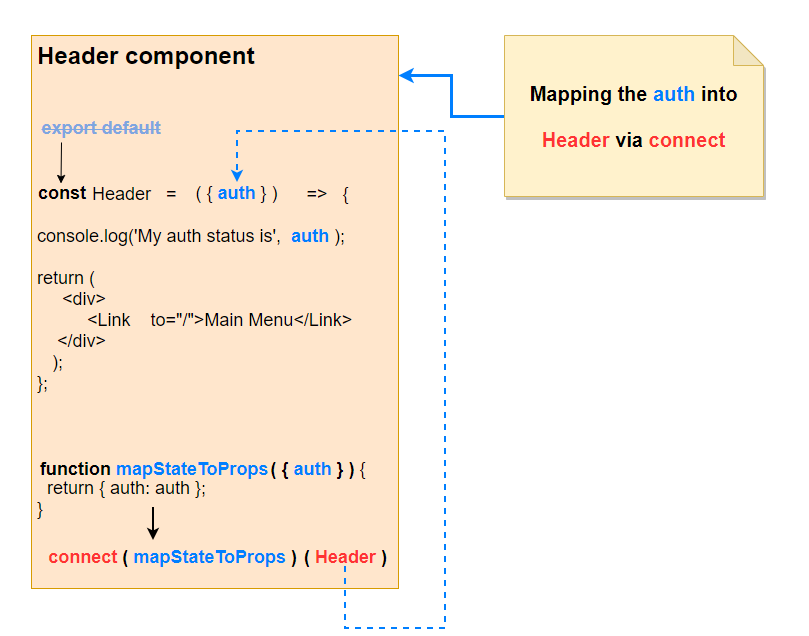 Header component
export default
const Header = ( { auth } ) => {
console.log('My auth status is', auth );
return (
<div>
<Link to="/">Main Menu</Link>
</div>
);
};
function mapStateToProps( { auth } ) {
return { auth: auth };
}
connect ( mapStateToProps ) ( Header )
Mapping the auth into
Header via connect